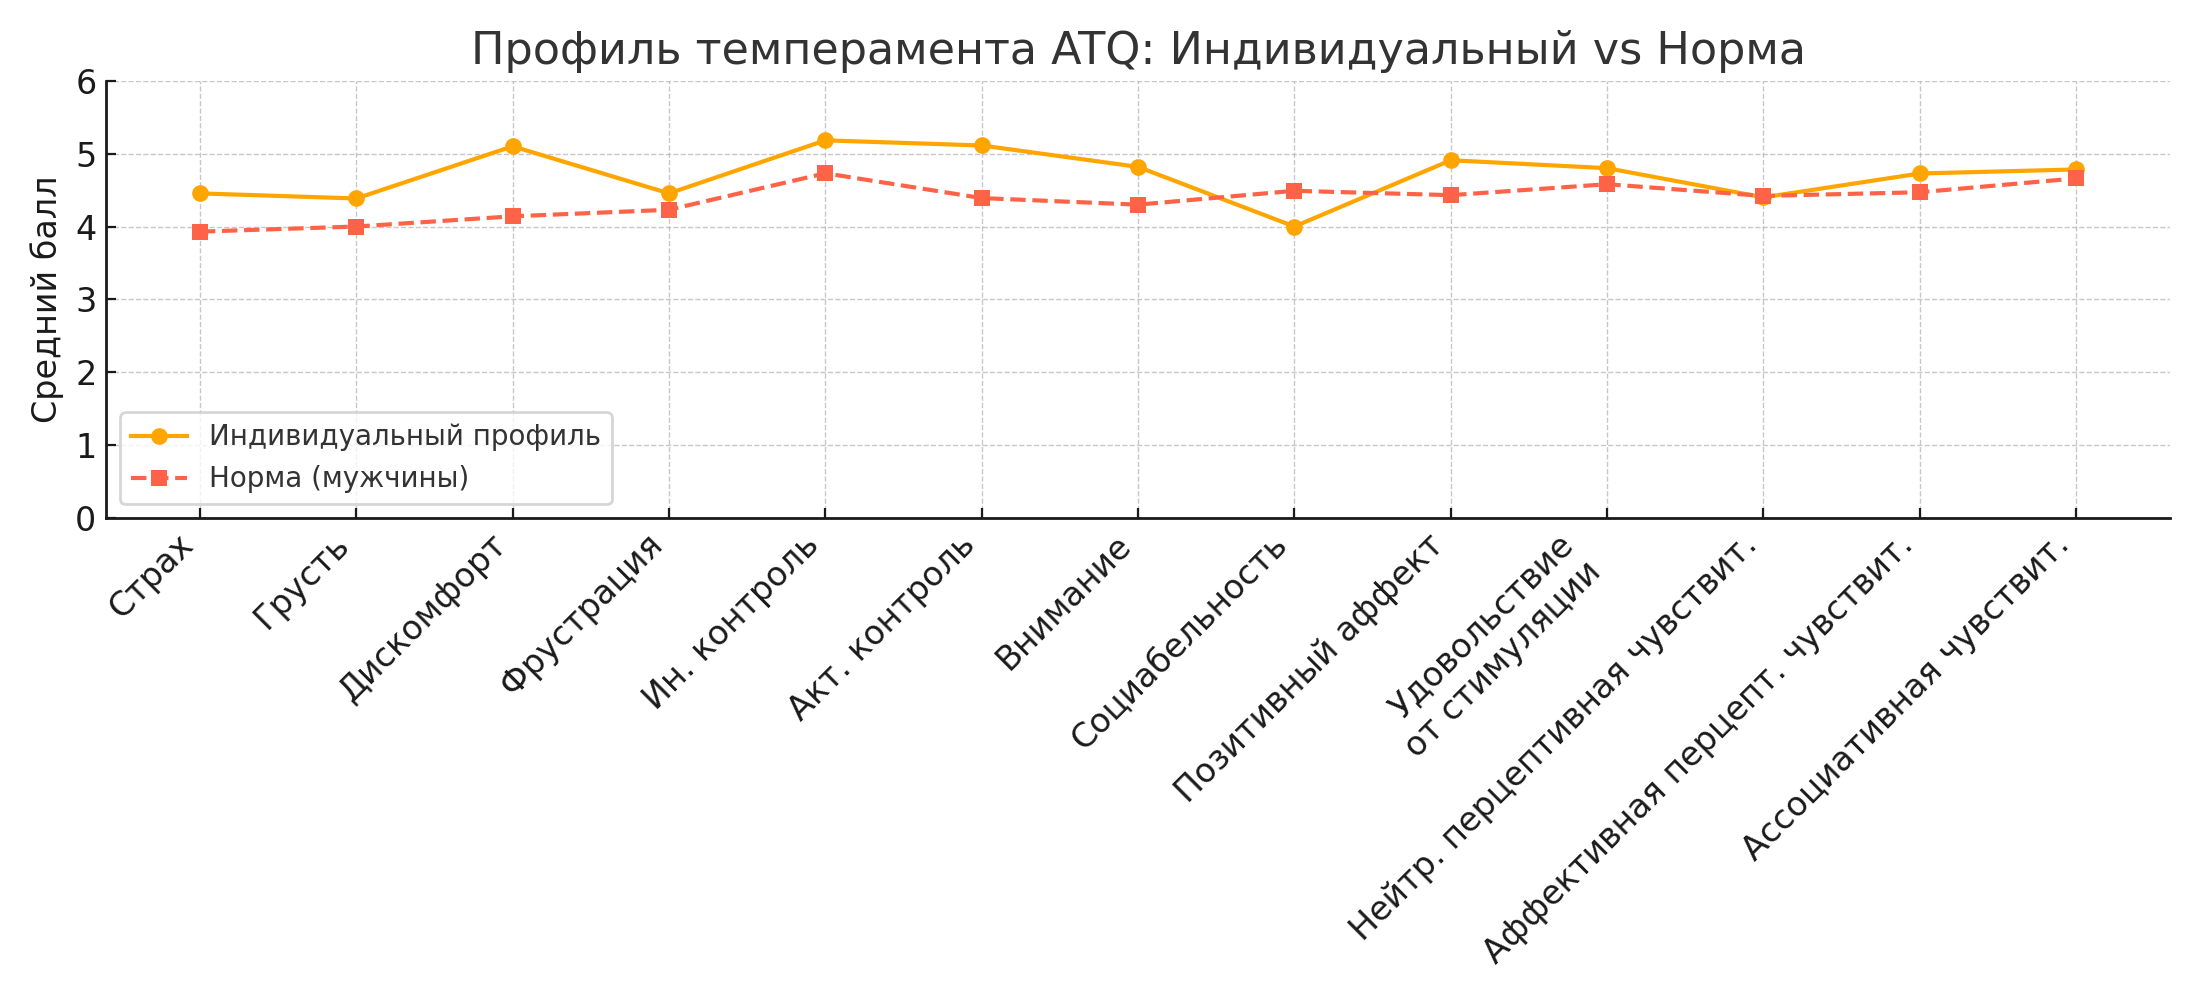 Профиль темперамента ATQ: Индивидуальный vs Норма
Средний балл
6
5
4
3
2
1
0
Индивидуальный профиль
Норма (мужчины)
Страх
Грусть
Дискомфорт
Фрустрация
Ин. контроль
Акт. контроль
Внимание
Социабельность
Позитивный аффект
Удовольствие
от стимуляции
Нейтр. перцептивная чувствит.
Аффективная перцепт. чувствит.
Ассоциативная чувствит.